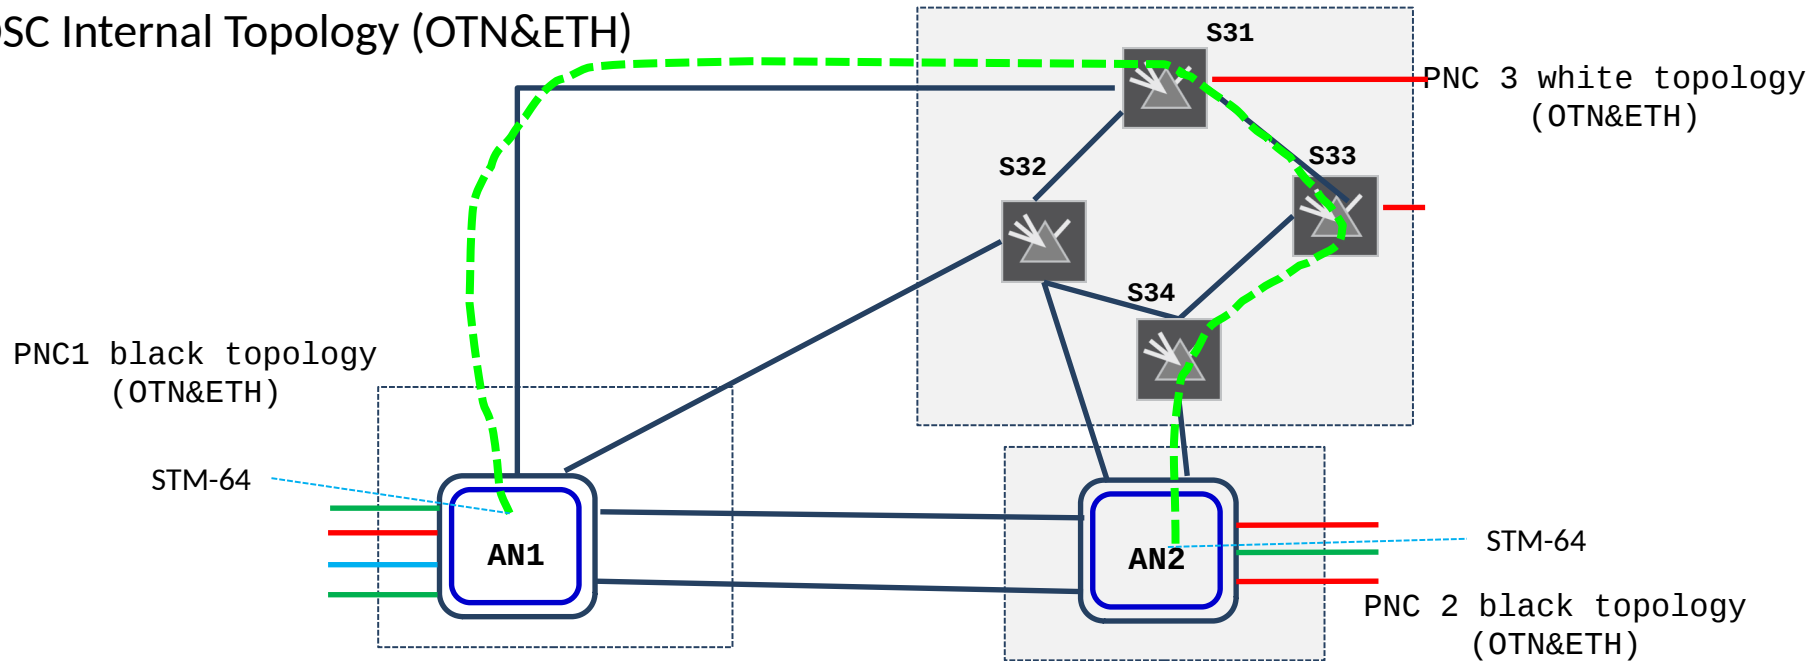 SC Internal Topology (OTN&ETH)
S31
PNC 3 white topology
(OTN&ETH)
S33
S32
S34
PNC1 black topology
(OTN&ETH)
STM-64
AN1
AN2
STM-64
PNC 2 black topology
(OTN&ETH)